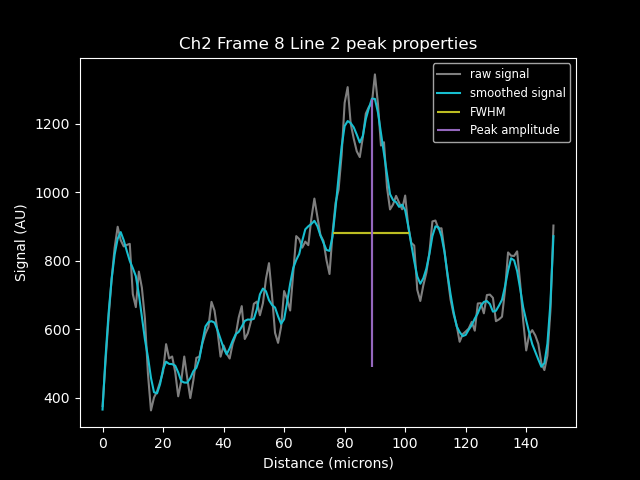 Ch2 Frame 8 Line 2 peak properties
raw signal
smoothed signal
FWHM
Peak amplitude
Signal (AU)
1200
1000
800
600
400
0 20 40 60 80 100 120 140
Distance (microns)